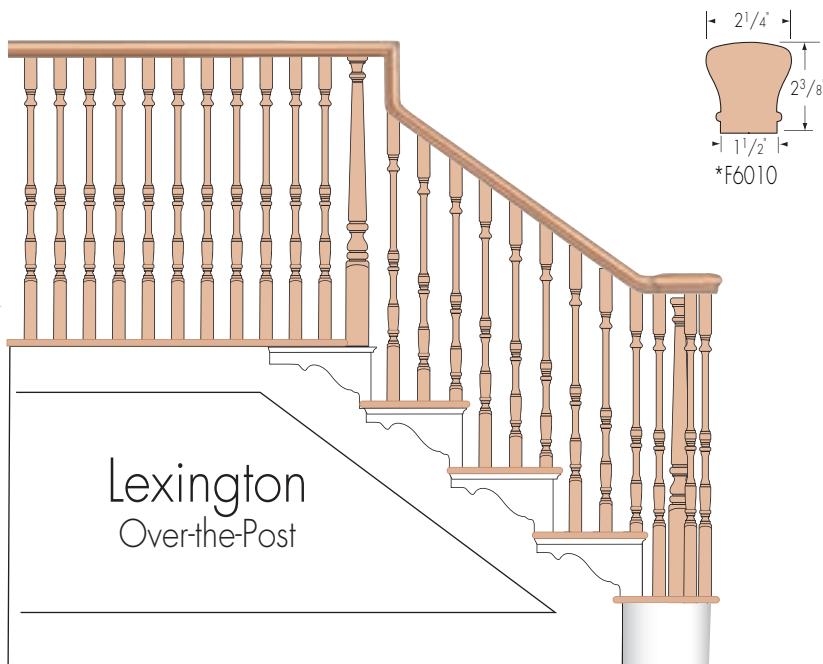 2 1/4"
2 3/8"
1 1/2"
*F6010
Lexington
Over-the-Post